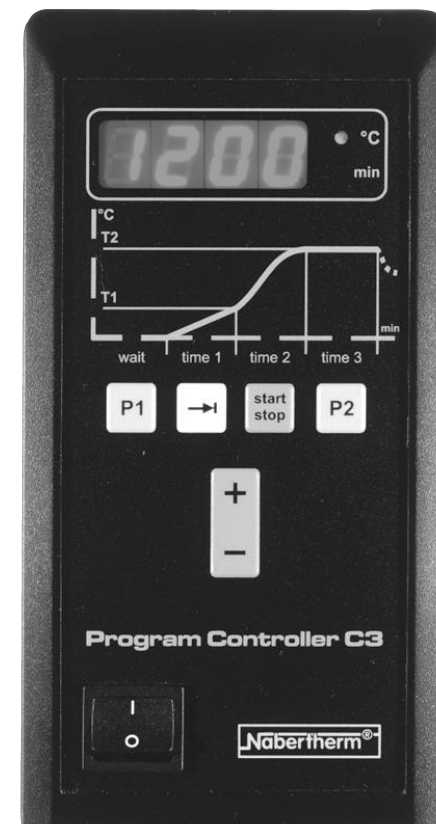 1200
°C
min
°C
T2
T1
min
wait time 1 time 2 time 3
P1 start stop P2
+
−
Program Controller C3
I
O
Nabertherm®